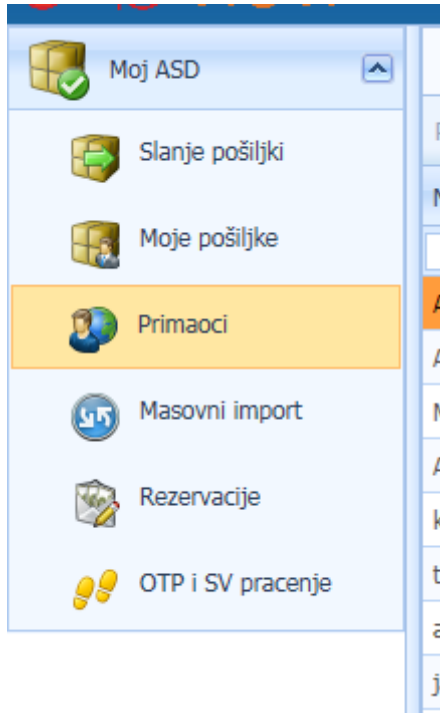 Moj ASD
Slanje pošiljki
Moje pošiljke
Primaoci
Masovni import
Rezervacije
OTP i SV pracenje